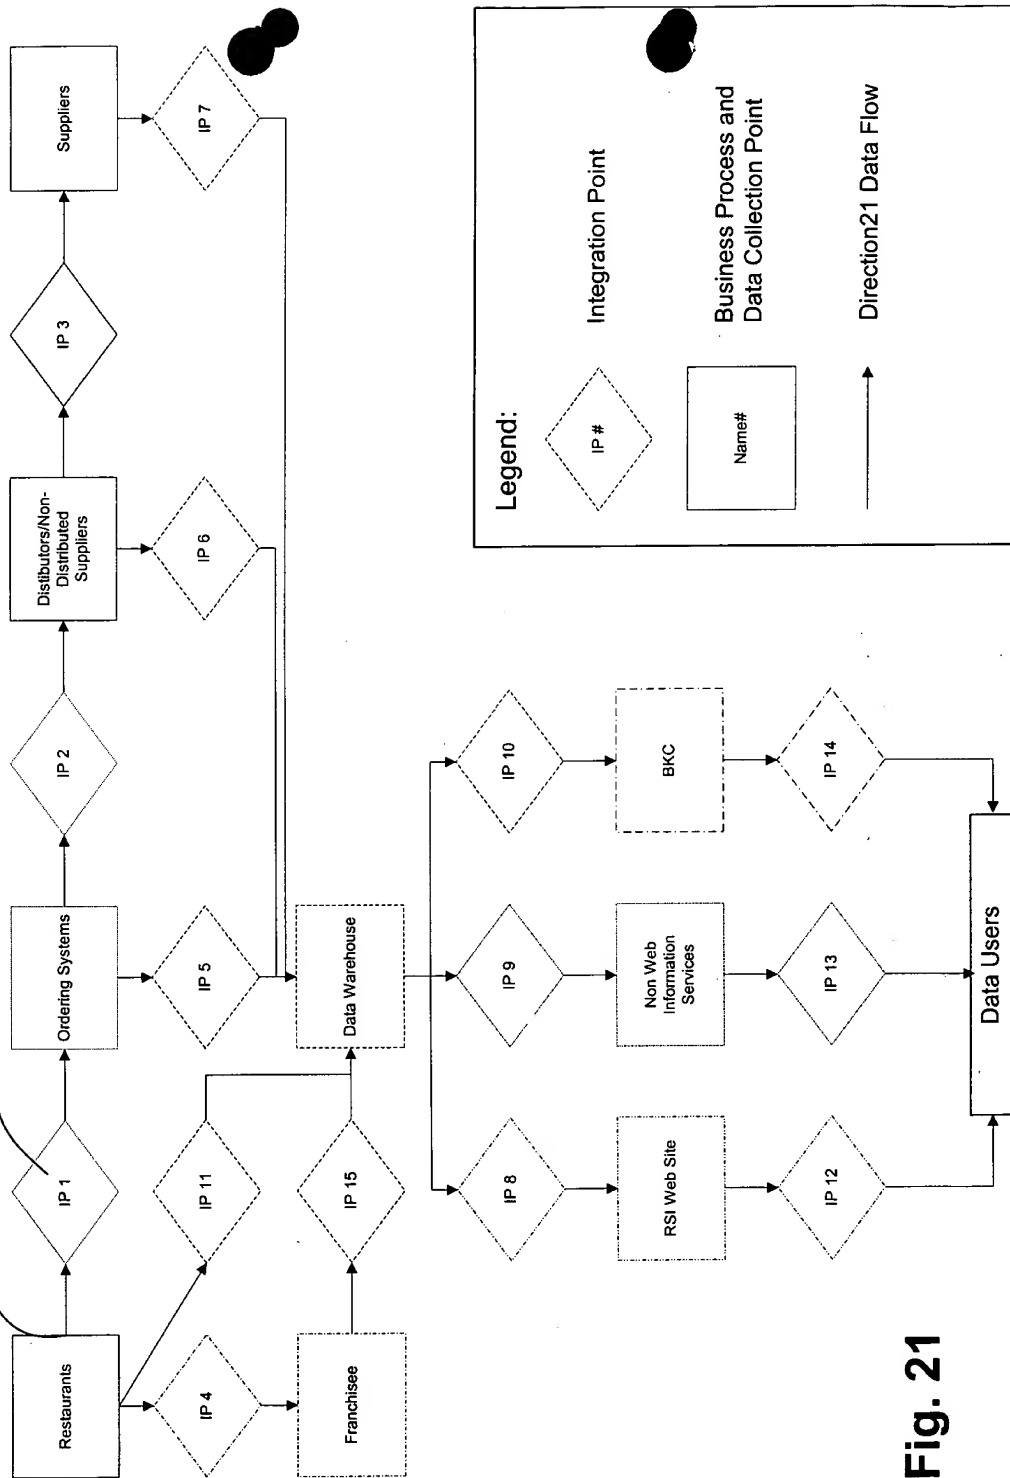 Restaurants
IP 1
Ordering Systems
IP 2
Distibutors/Non-
Distributed
Suppliers
IP 3
Suppliers
IP 4
IP 11
IP 5
IP 6
IP 7
Franchisee
IP 15
Data Warehouse
IP 8
IP 9
IP 10
RSI Web Site
Non Web
Information
Services
BKC
IP 12
IP 13
IP 14
Data Users
Legend:
IP #
Integration Point
Name#
Business Process and
Data Collection Point
Direction21 Data Flow
Fig. 21